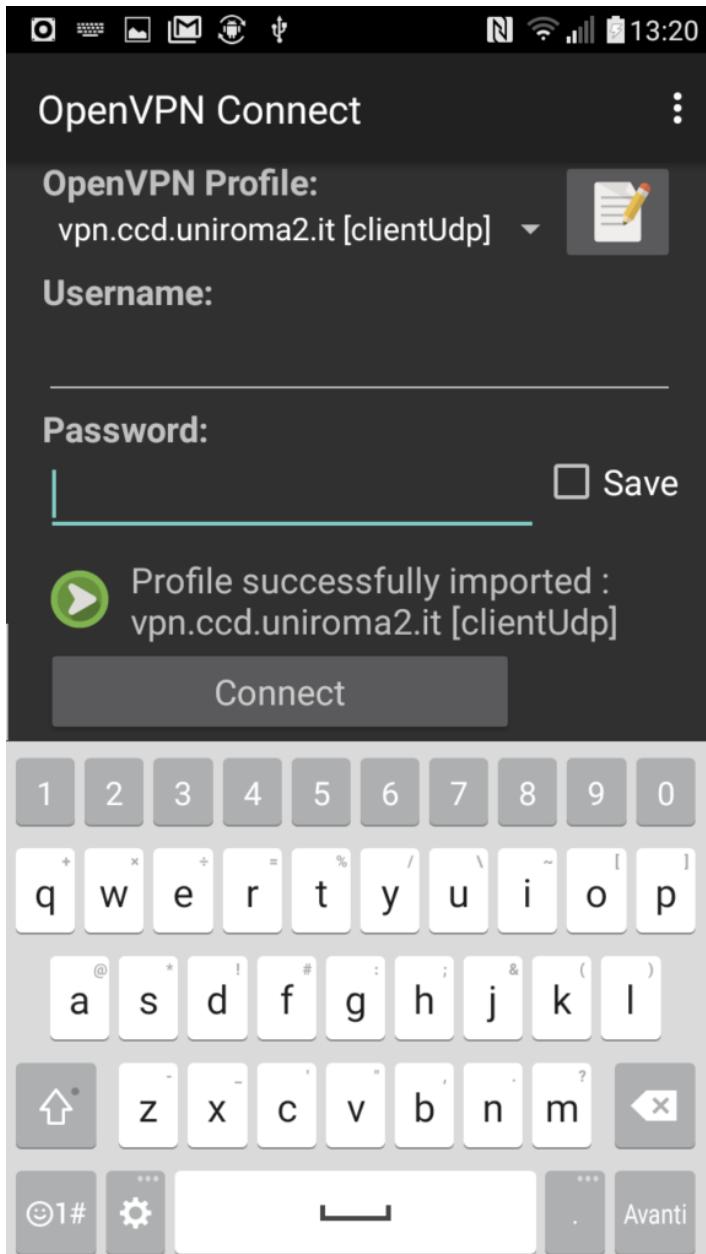 13:20
OpenVPN Connect
OpenVPN Profile:
vpn.ccd.uniroma2.it [clientUdp]
Username:
Password:
Save
Profile successfully imported :
vpn.ccd.uniroma2.it [clientUdp]
Connect
1 2 3 4 5 6 7 8 9 0
+ × ÷ = % / \ ~ [ ]
q w e r t y u i o p
@ * ! # : ; & ( )
a s d f g h j k l
- _ ' " , . ?
z x c v b n m
1# . Avanti